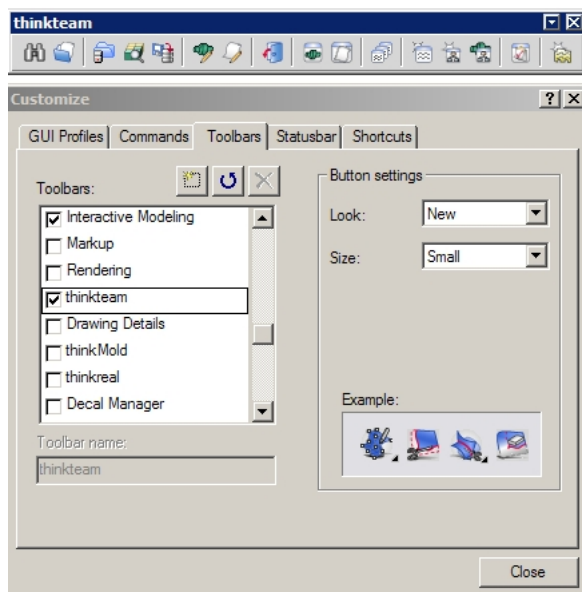 thinkteam
Customize
GUI Profiles Commands Toolbars Statusbar Shortcuts
Toolbars:
Interactive Modeling
Markup
Rendering
thinkteam
Drawing Details
thinkMold
thinkreal
Decal Manager
Toolbar name:
thinkteam
Button settings
Look: New
Size: Small
Example:
Close